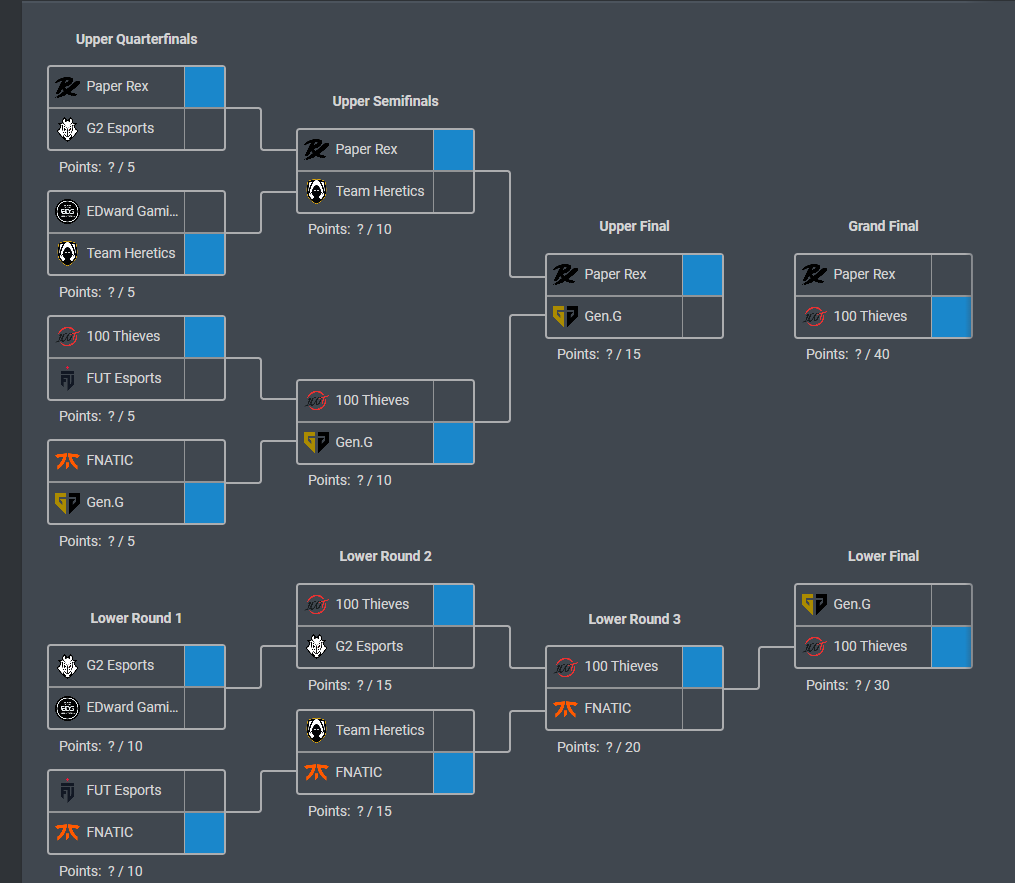 Upper Quarterfinals
Paper Rex
G2 Esports
Points: ? / 5
EDward Gami...
Team Heretics
Points: ? / 5
100 Thieves
FUT Esports
Points: ? / 5
FNATIC
Gen.G
Points: ? / 5
Upper Semifinals
Paper Rex
Team Heretics
Points: ? / 10
100 Thieves
Gen.G
Points: ? / 10
Upper Final
Paper Rex
Gen.G
Points: ? / 15
Grand Final
Paper Rex
100 Thieves
Points: ? / 40
Lower Round 1
G2 Esports
EDward Gami...
Points: ? / 10
FUT Esports
FNATIC
Points: ? / 10
Lower Round 2
100 Thieves
G2 Esports
Points: ? / 15
Team Heretics
FNATIC
Points: ? / 15
Lower Round 3
100 Thieves
FNATIC
Points: ? / 20
Lower Final
Gen.G
100 Thieves
Points: ? / 30